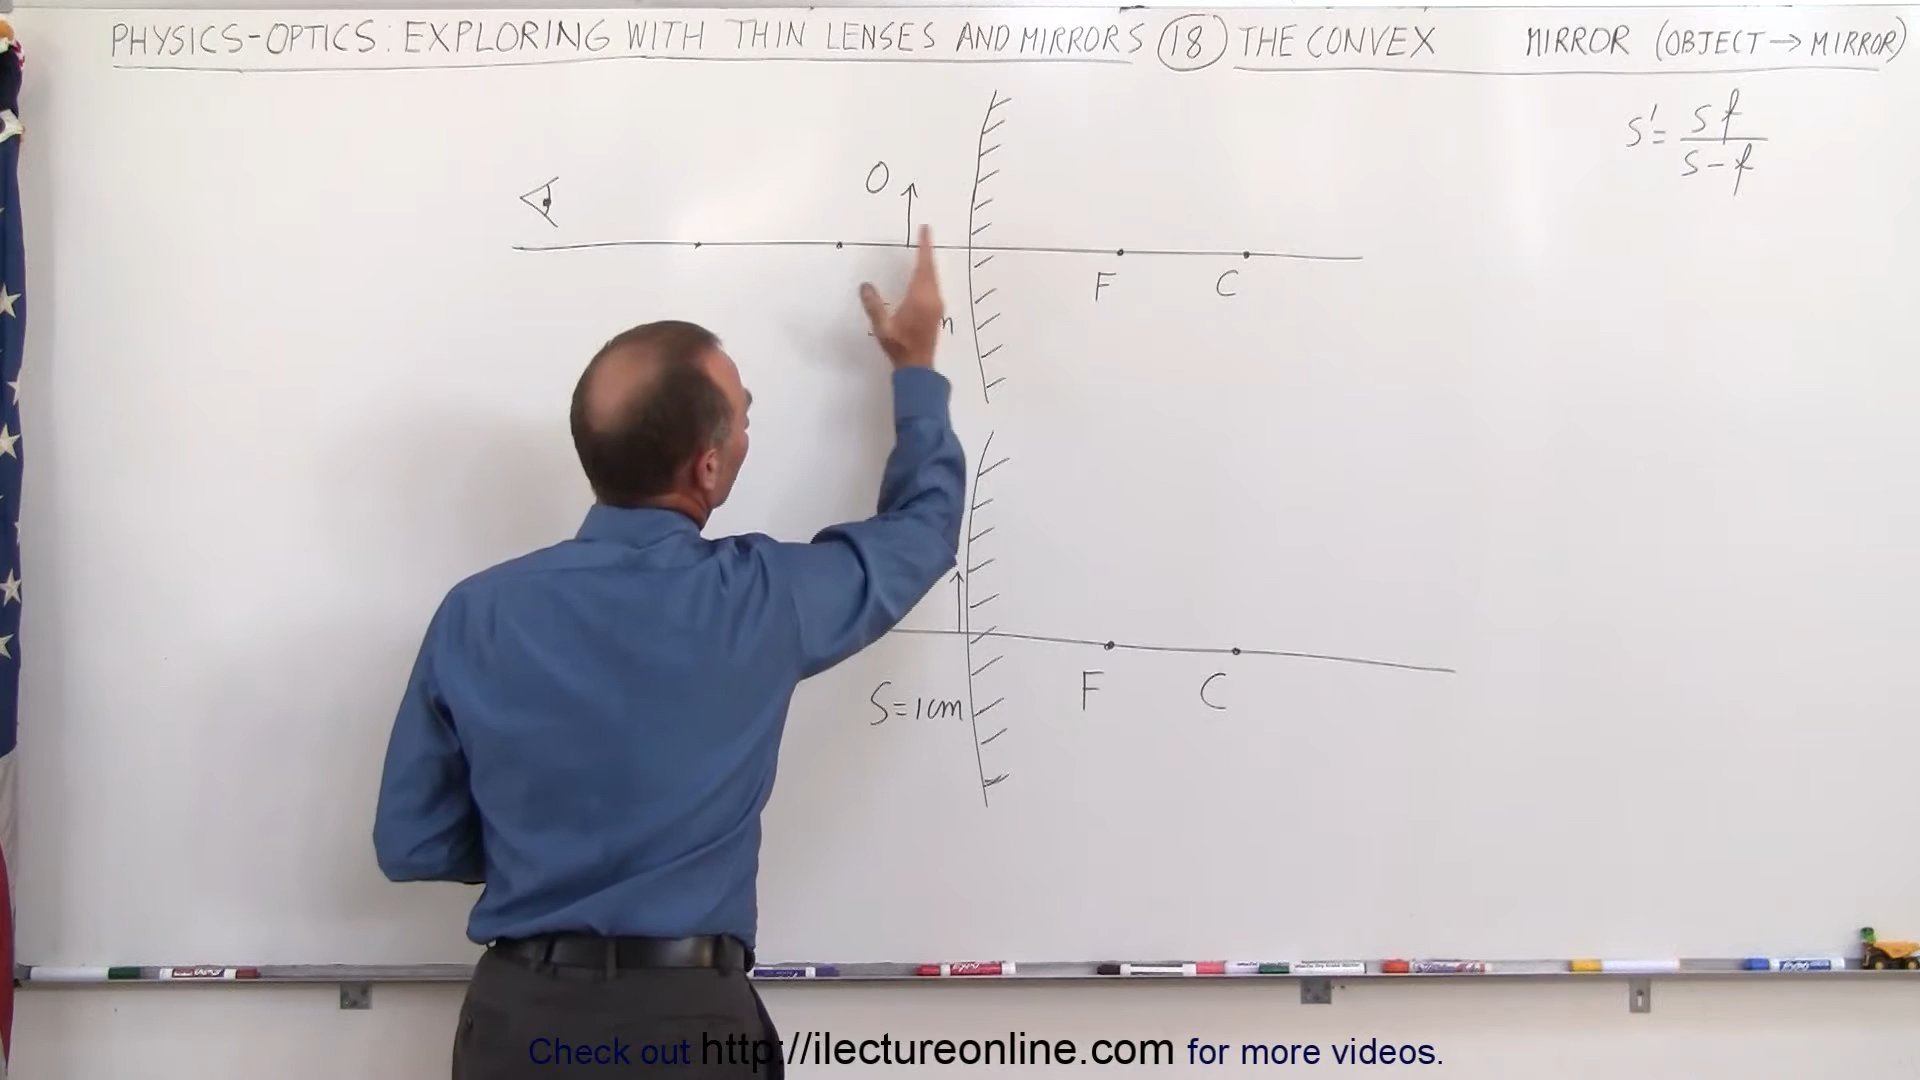 PHYSICS-OPTICS: EXPLORING WITH THIN LENSES AND MIRRORS 18 THE CONVEX MIRROR (OBJECT→MIRROR)
S' = sf / s-f
O
F C
F C
S=1cm
Check out http://ilectureonline.com for more videos.